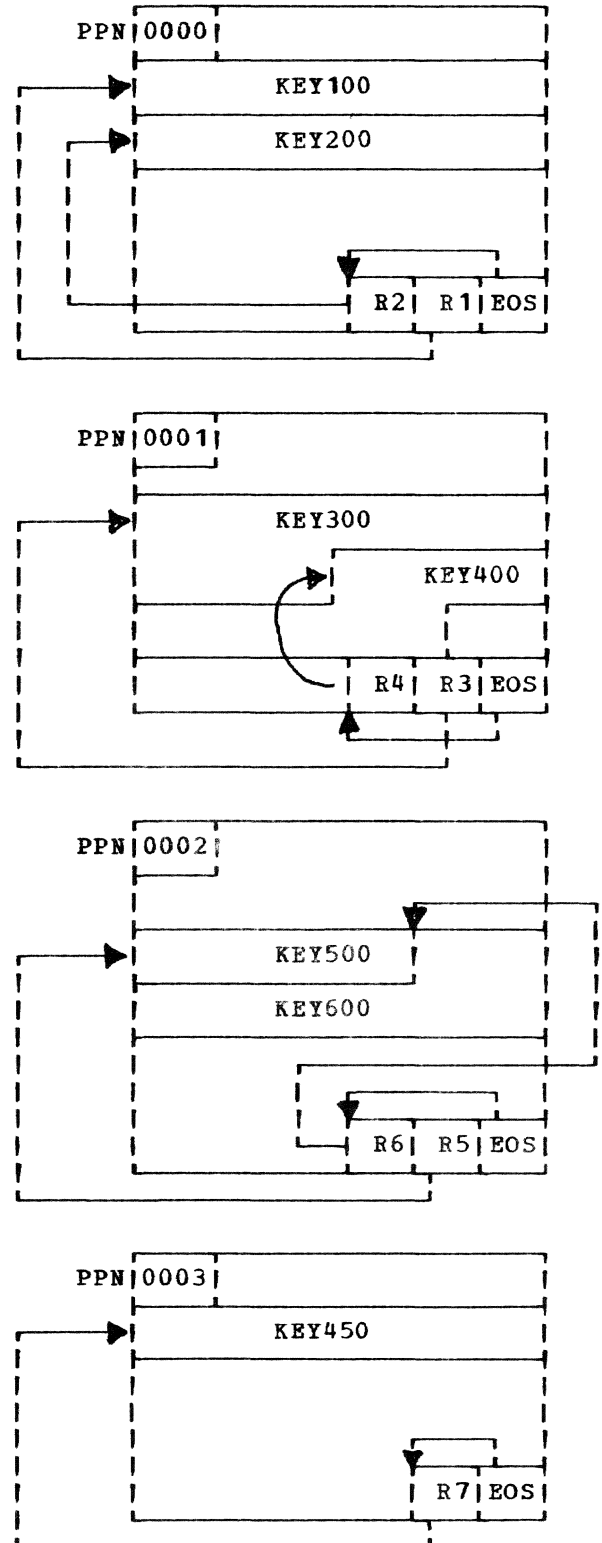 PPN 0000
KEY100
KEY200
R2 R1 EOS
PPN 0001
KEY300
KEY400
R4 R3 EOS
PPN 0002
KEY500
KEY600
R6 R5 EOS
PPN 0003
KEY450
R7 EOS